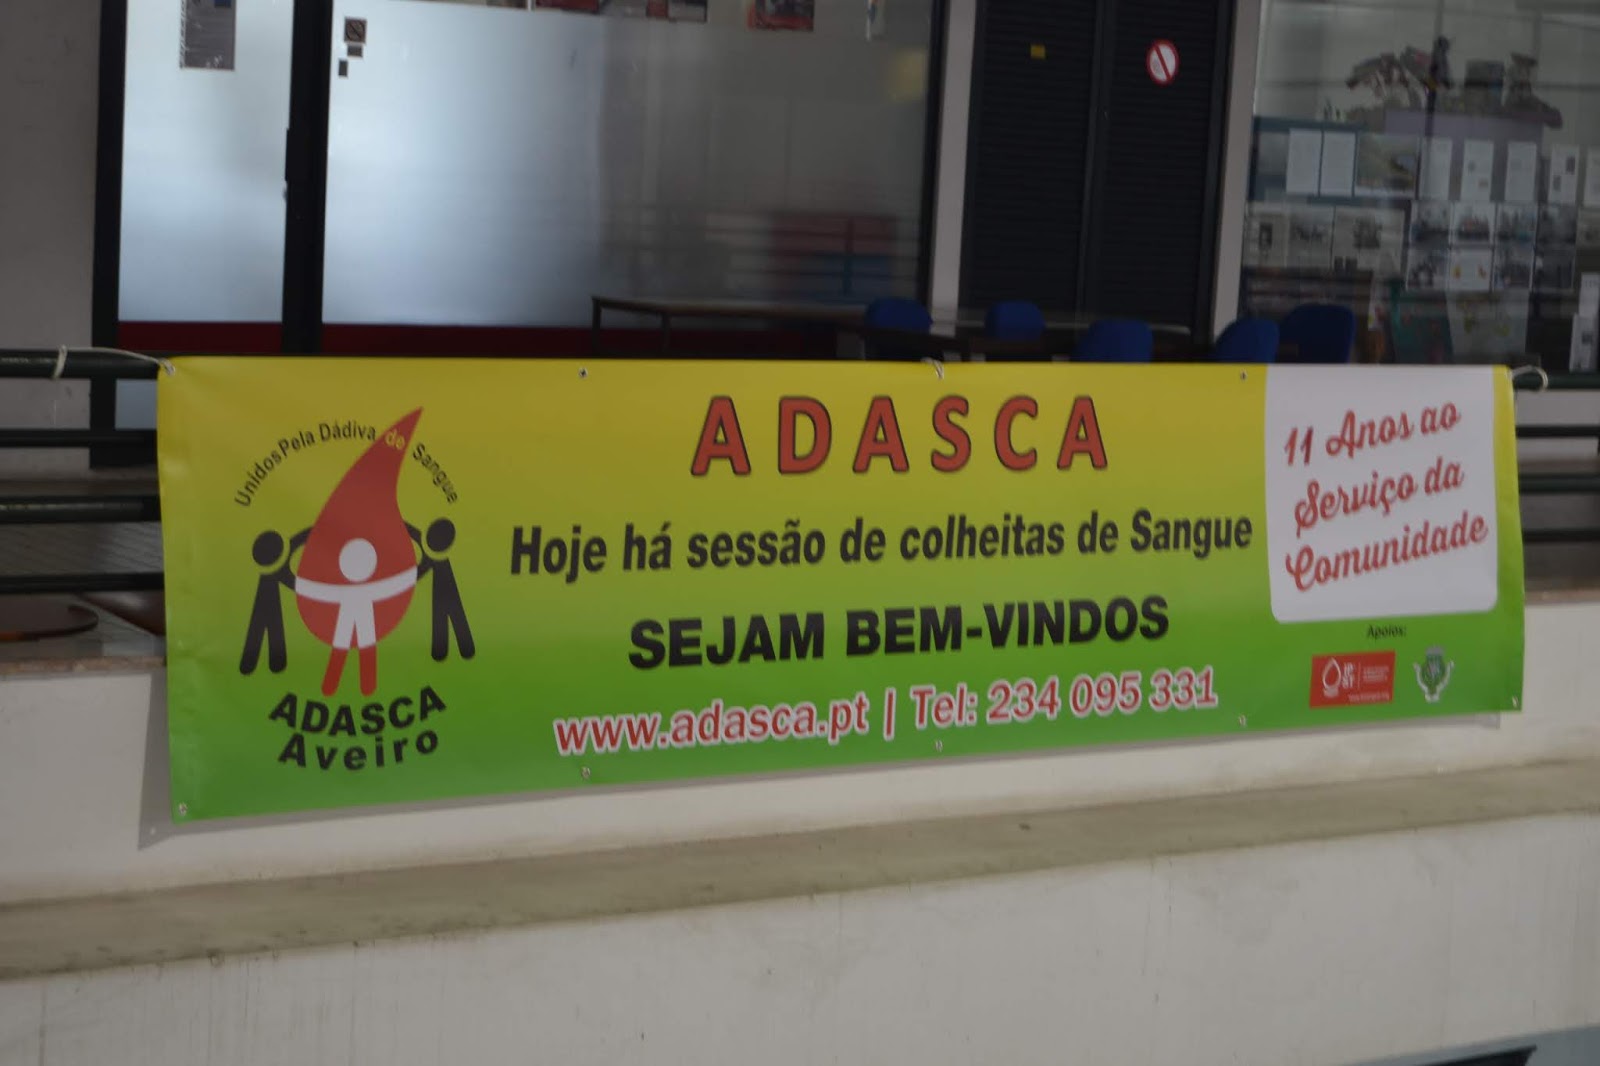 Unidos Pela Dádiva de Sangue
ADASCA
Aveiro
ADASCA
Hoje há sessão de colheitas de Sangue
SEJAM BEM-VINDOS
www.adasca.pt | Tel: 234 095 331
11 Anos ao
Serviço da
Comunidade
Apoios: